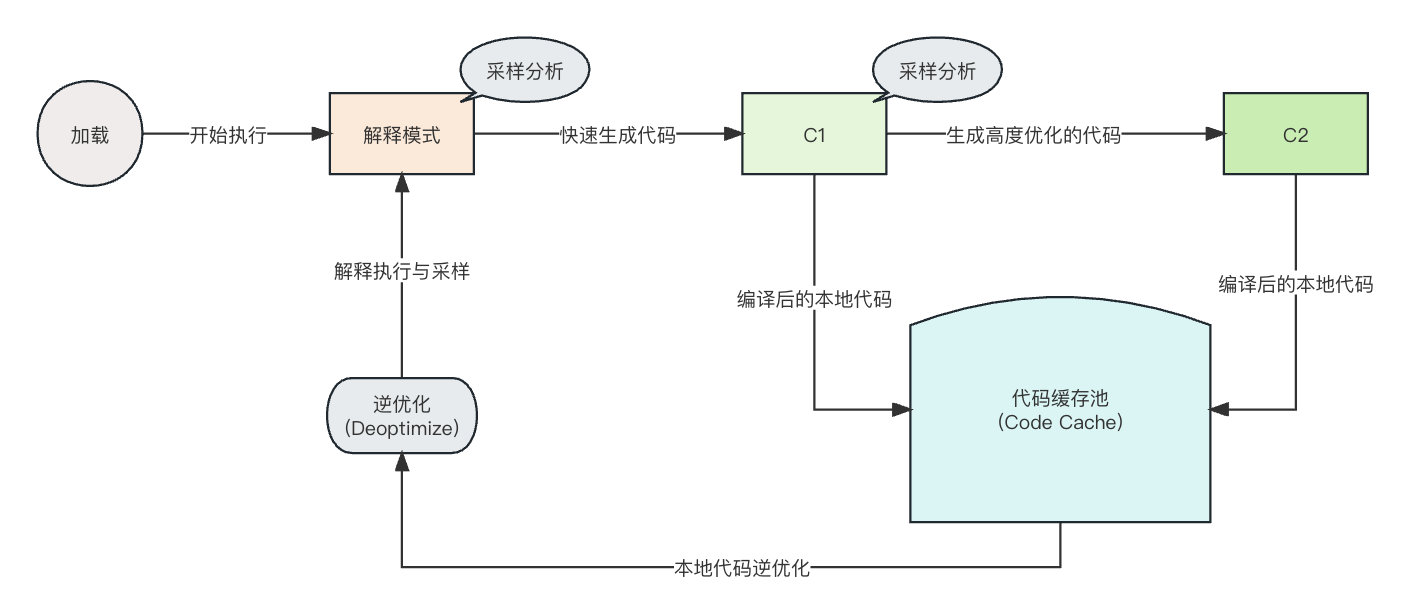 采样分析
采样分析
加载
开始执行
解释模式
快速生成代码
C1
生成高度优化的代码
C2
解释执行与采样
编译后的本地代码
编译后的本地代码
逆优化
(Deoptimize)
代码缓存池
(Code Cache)
本地代码逆优化